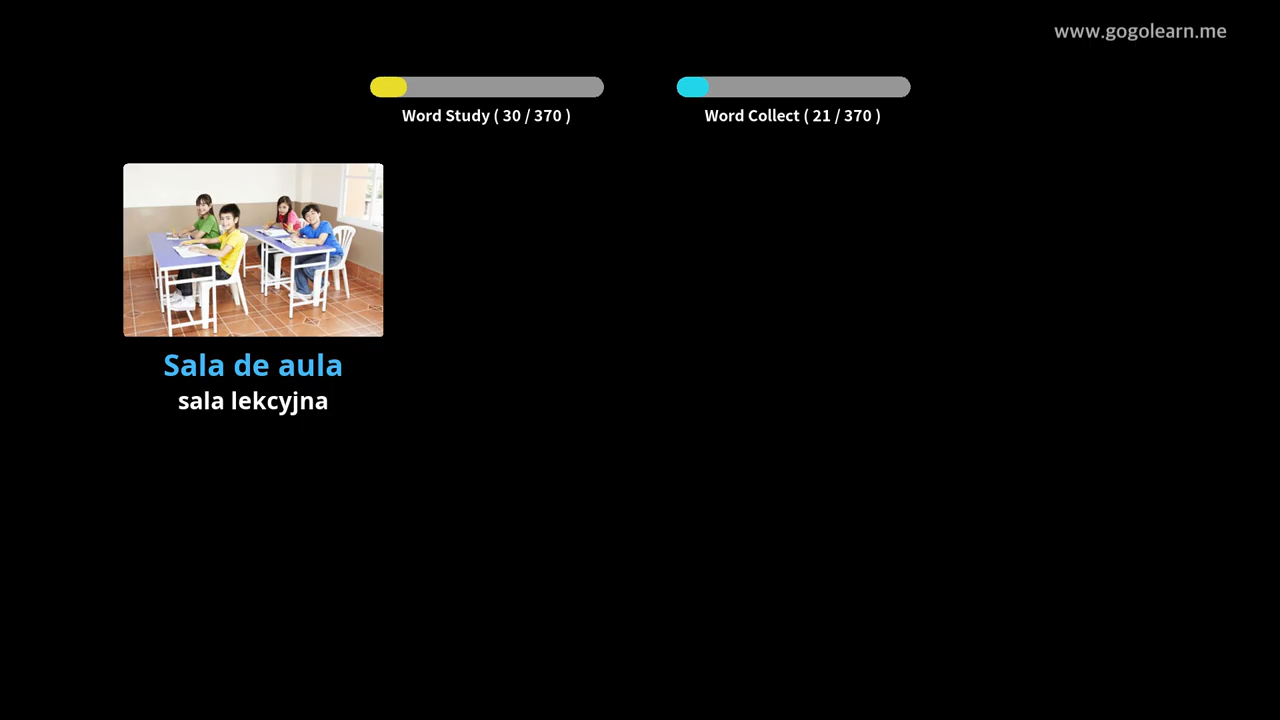 www.gogolearn.me
Word Study ( 30 / 370 )
Word Collect ( 21 / 370 )
Sala de aula
sala lekcyjna